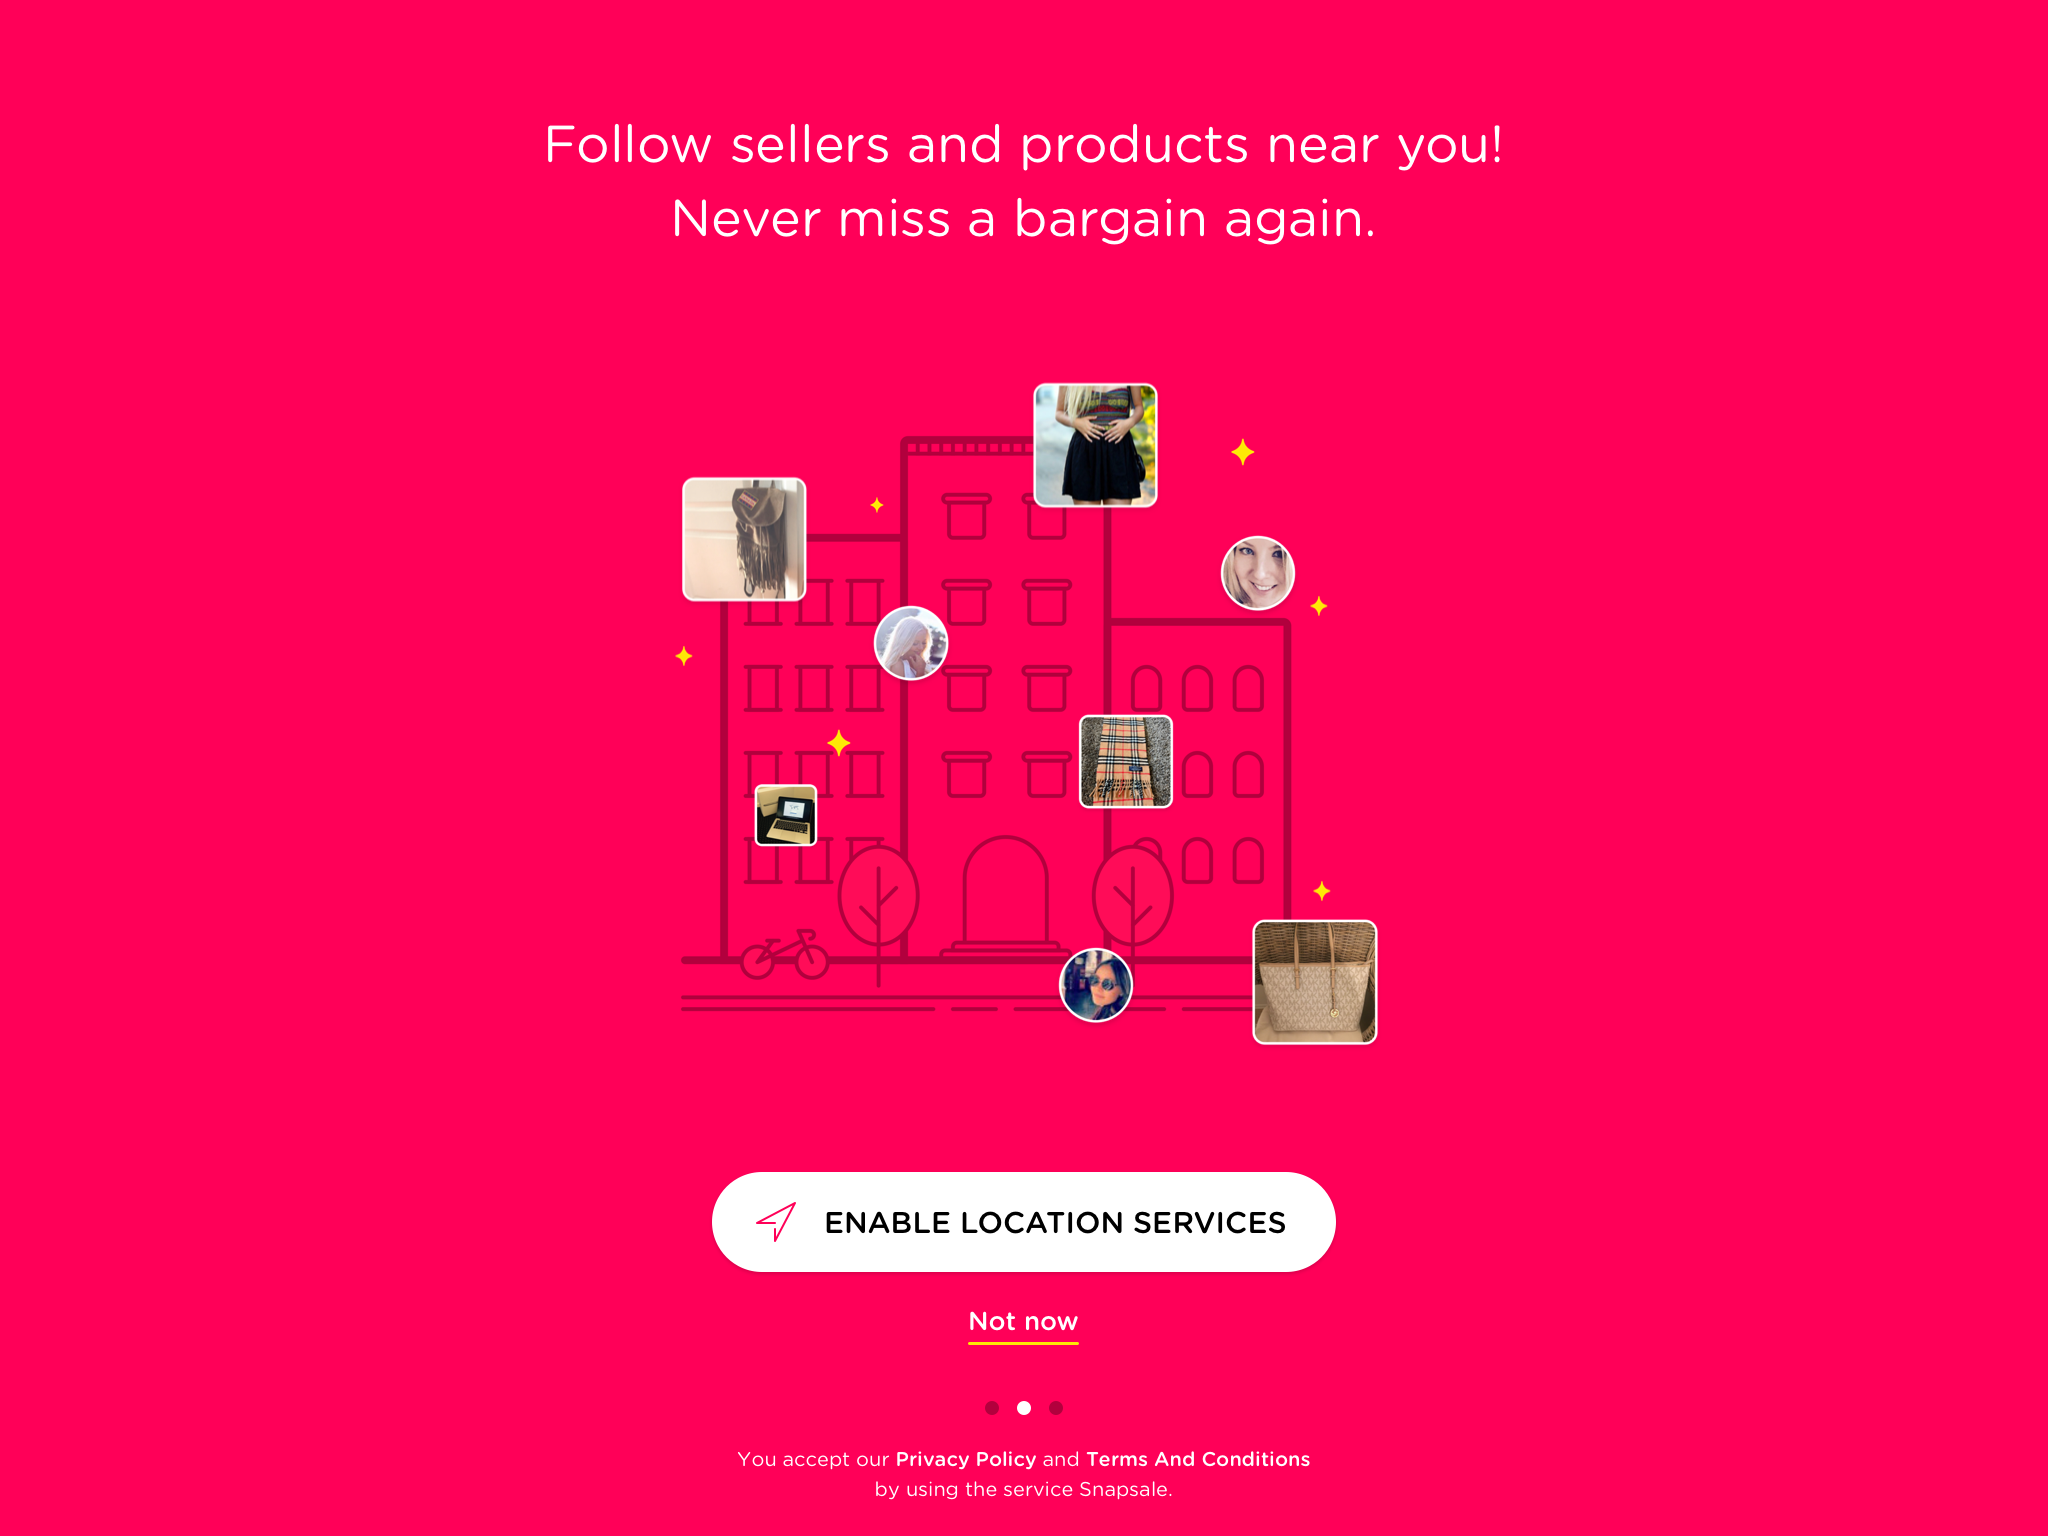 Follow sellers and products near you!
Never miss a bargain again.
ENABLE LOCATION SERVICES
Not now
You accept our Privacy Policy and Terms And Conditions
by using the service Snapsale.